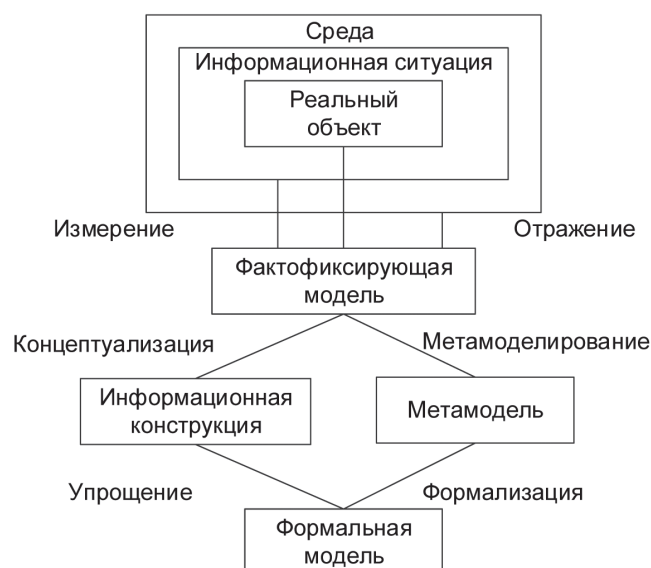 Среда
Информационная ситуация
Реальный
объект
Измерение
Отражение
Фактофиксирующая
модель
Концептуализация
Метамоделирование
Информационная
конструкция
Метамодель
Упрощение
Формализация
Формальная
модель